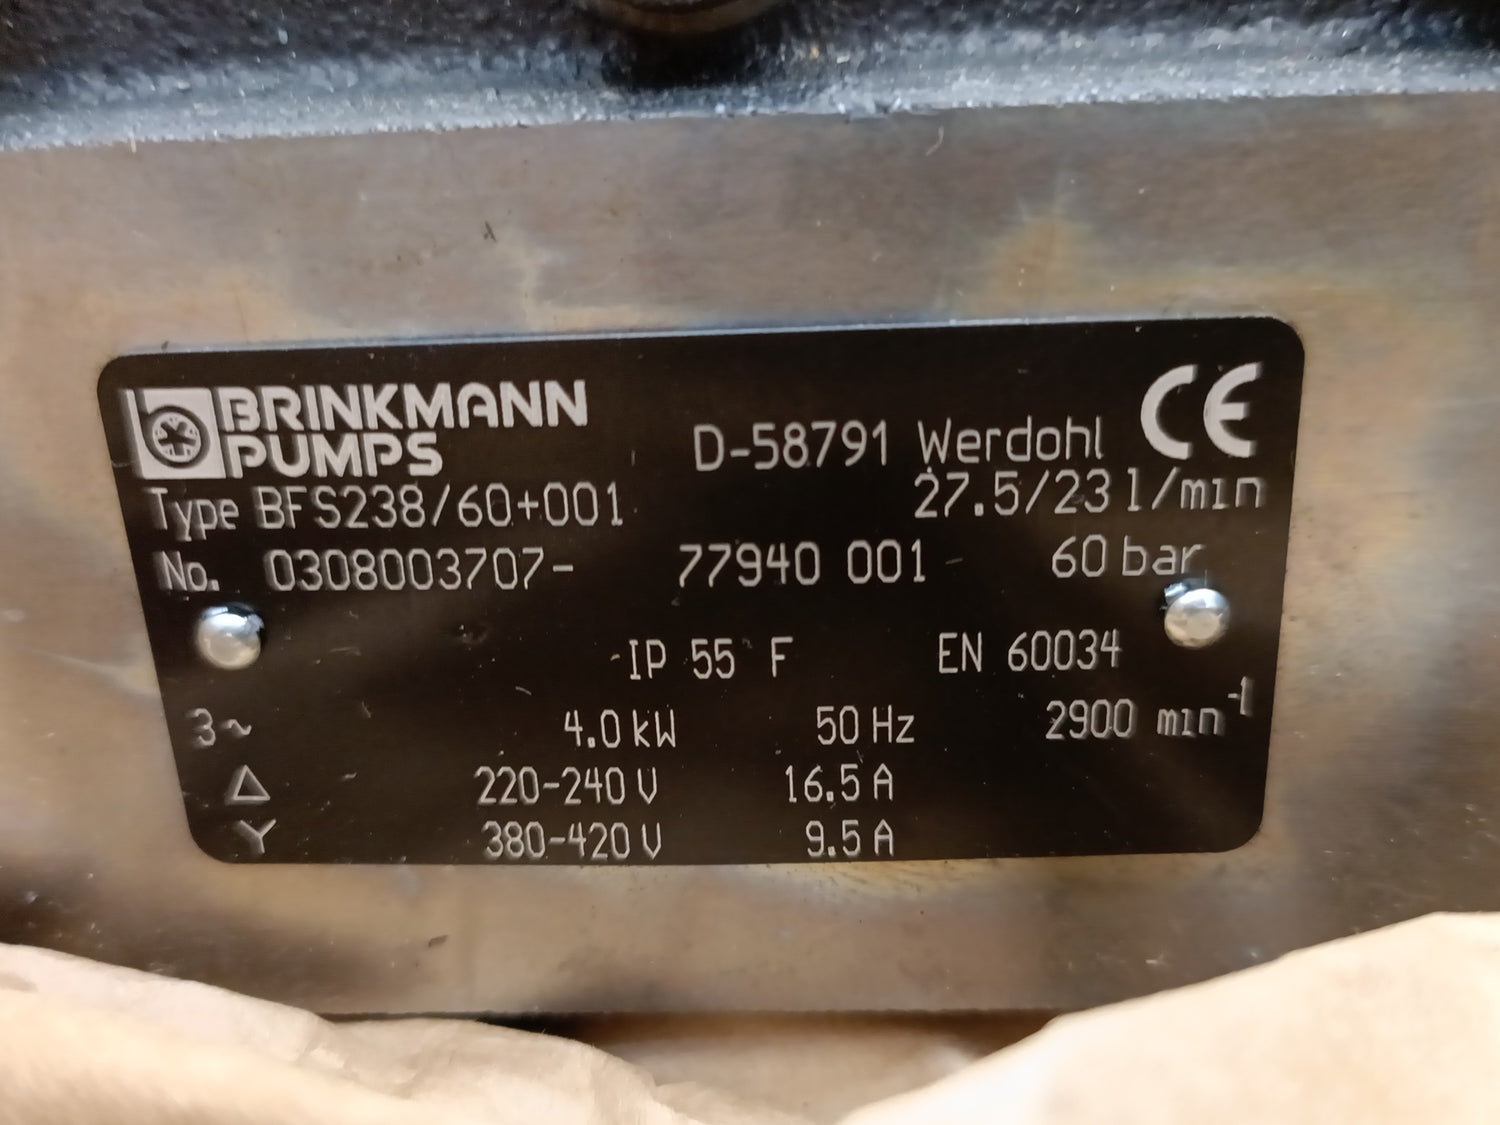 BRINKMANN
PUMPS
D-58791 Werdohl CE
Type BFS238/60+001 27.5/23 l/min
No. 0308003707- 77940 001 60 bar
IP 55 F EN 60034
3~ 4.0 kW 50 Hz 2900 min⁻¹
Δ 220-240 V 16.5 A
Y 380-420 V 9.5 A